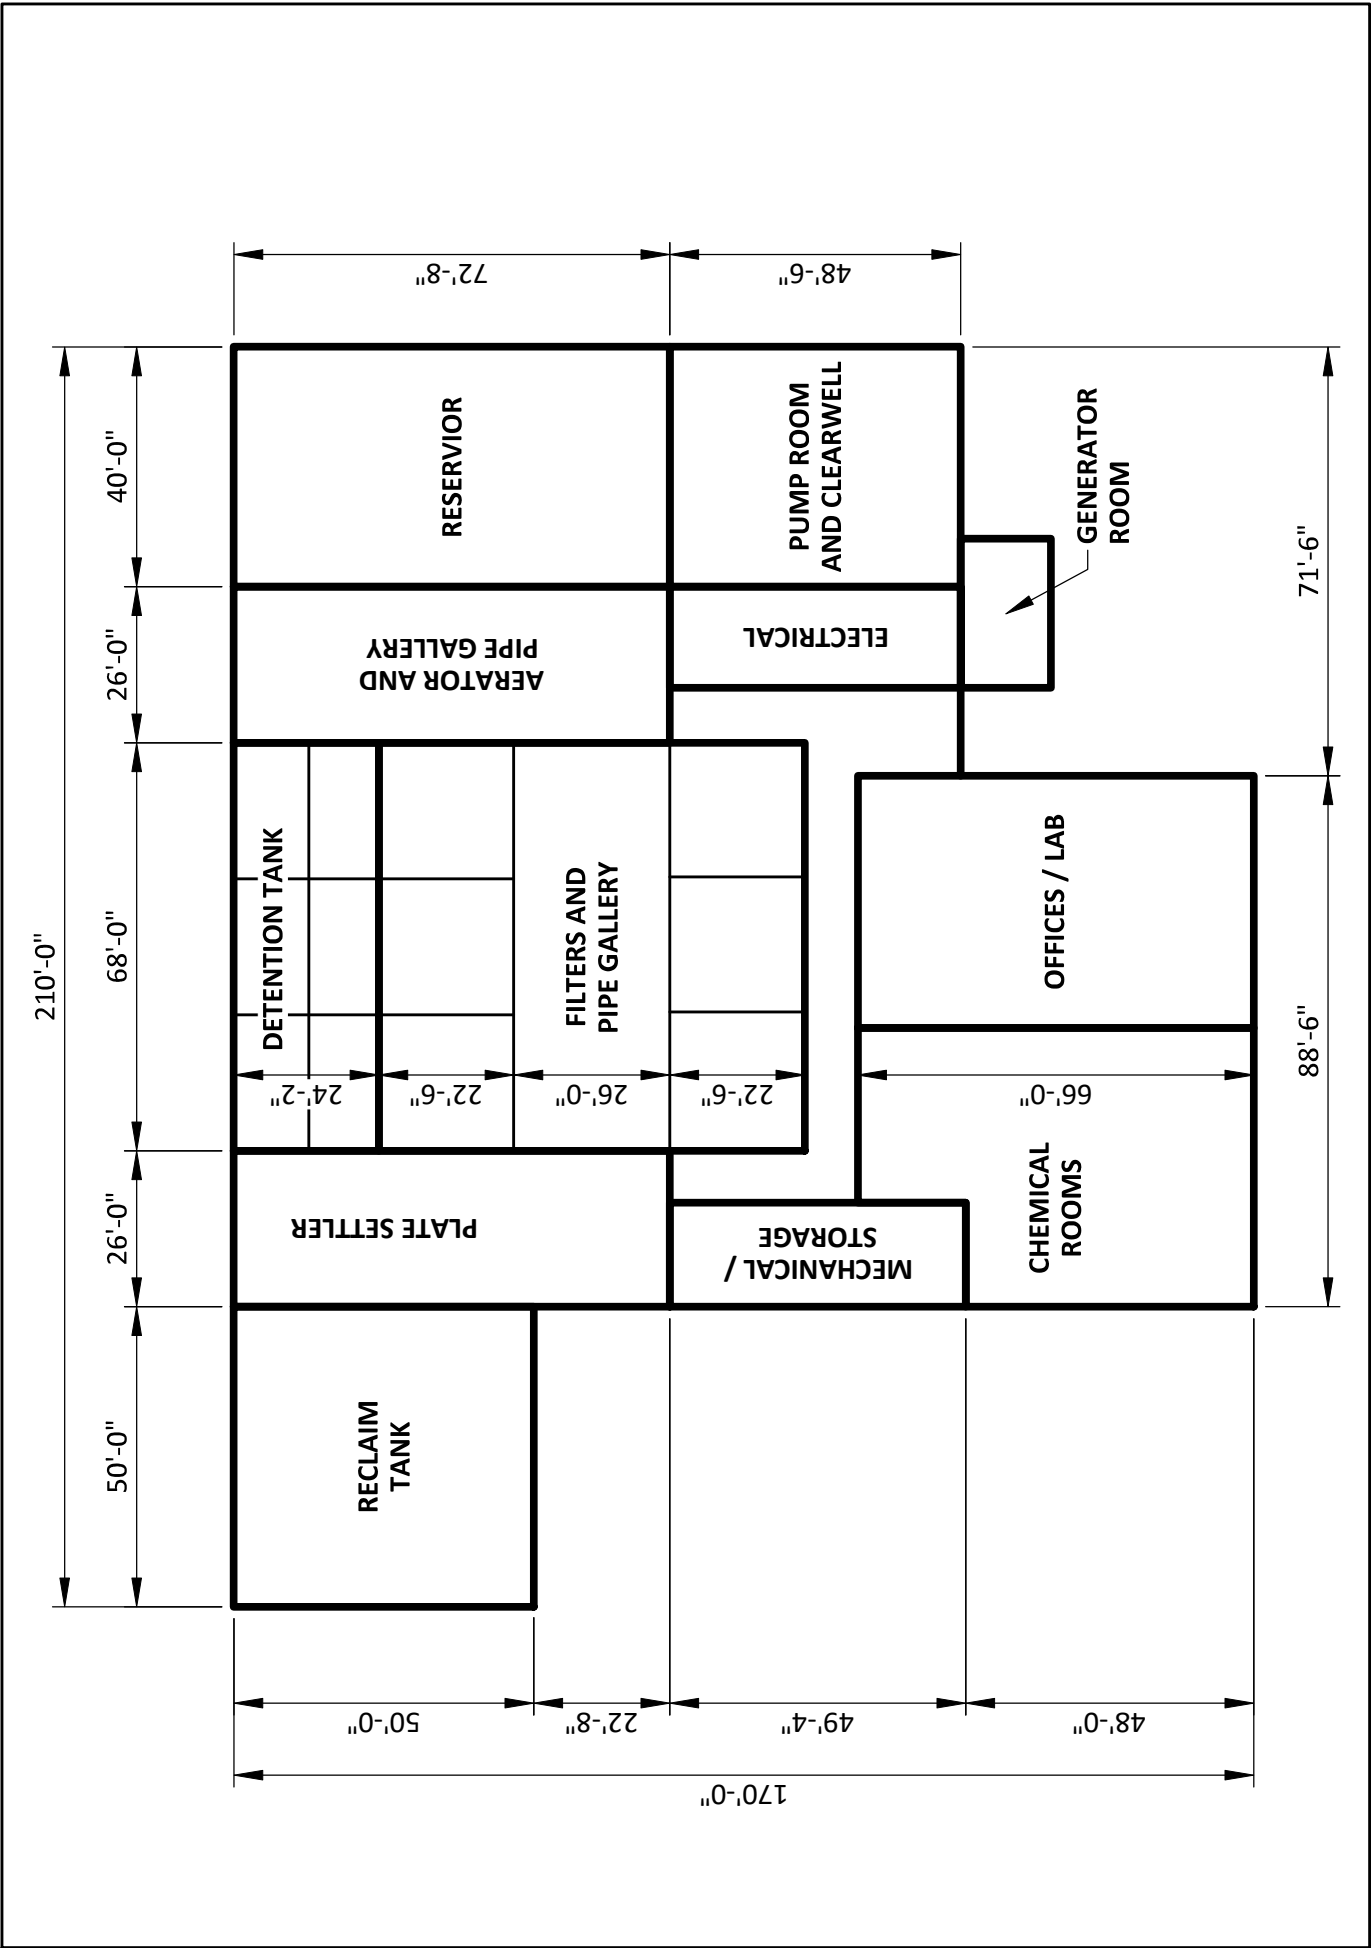 210'-0"
50'-0"
26'-0"
68'-0"
26'-0"
40'-0"
RECLAIM
TANK
PLATE SETTLER
DETENTION TANK
24'-2"
22'-6"
26'-0"
22'-6"
FILTERS AND
PIPE GALLERY
AERATOR AND
PIPE GALLERY
RESERVIOR
72'-8"
48'-6"
50'-0"
22'-8"
49'-4"
48'-0"
170'-0"
MECHANICAL /
STORAGE
CHEMICAL
ROOMS
66'-0"
OFFICES / LAB
ELECTRICAL
PUMP ROOM
AND CLEARWELL
GENERATOR
ROOM
88'-6"
71'-6"